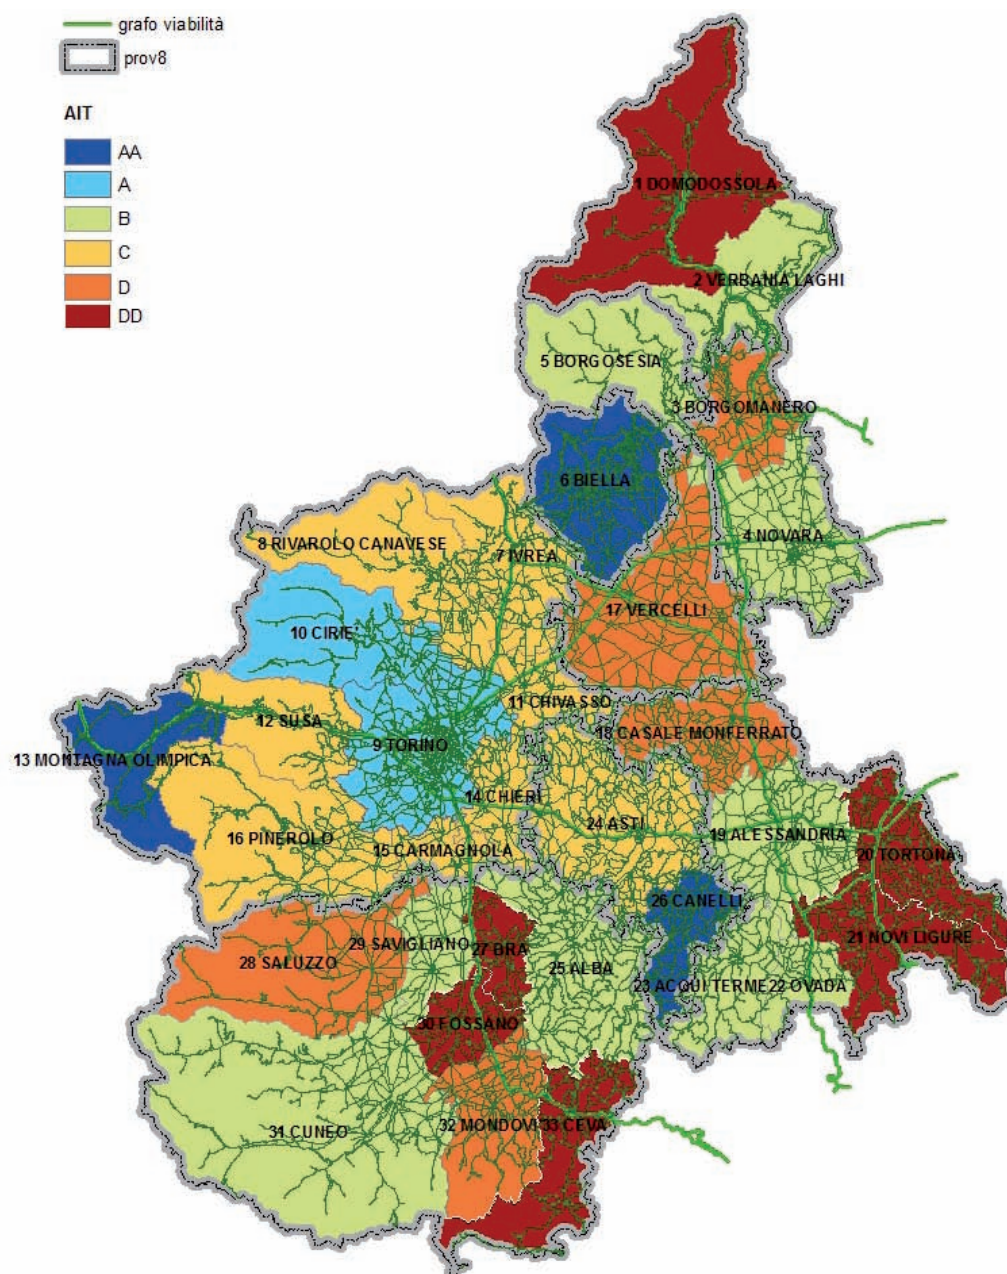 grafo viabilità
prov8
AIT
AA
A
B
C
D
DD
1 DOMODOSSOLA
2 VERBANIA LAGHI
5 BORGOSESIA
3 BORGOMANERO
6 BIELLA
4 NOVARA
8 RIVAROLO CANAVESE
7 IVREA
17 VERCELLI
10 CIRIE'
11 CHIVASSO
12 SUSA
18 CASALE MONFERRATO
9 TORINO
13 MONTAGNA OLIMPICA
14 CHIERI
24 ASTI
19 ALESSANDRIA
16 PINEROLO
15 CARMAGNOLA
20 TORTONA
26 CANELLI
21 NOVI LIGURE
29 SAVIGLIANO
27 BRA
28 SALUZZO
25 ALBA
23 ACQUI TERME
22 OVADA
30 FOSSANO
31 CUNEO
32 MONDOVI'
33 CEVA